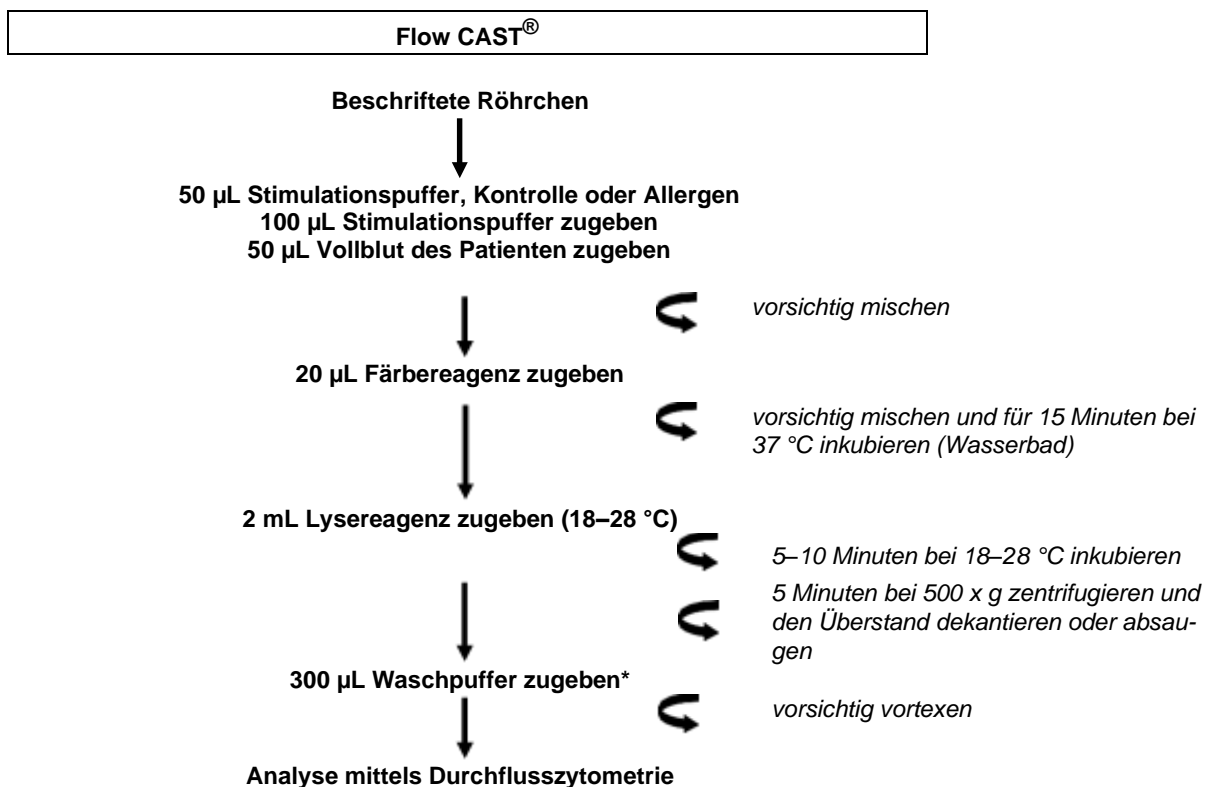 Flow CAST®
Beschriftete Röhrchen
50 µL Stimulationspuffer, Kontrolle oder Allergen
100 µL Stimulationspuffer zugeben
50 µL Vollblut des Patienten zugeben
vorsichtig mischen
20 µL Färbereagenz zugeben
vorsichtig mischen und für 15 Minuten bei
37 °C inkubieren (Wasserbad)
2 mL Lysereagenz zugeben (18–28 °C)
5–10 Minuten bei 18–28 °C inkubieren
5 Minuten bei 500 x g zentrifugieren und
den Überstand dekantieren oder absau-
gen
300 µL Waschpuffer zugeben*
vorsichtig vortexen
Analyse mittels Durchflusszytometrie